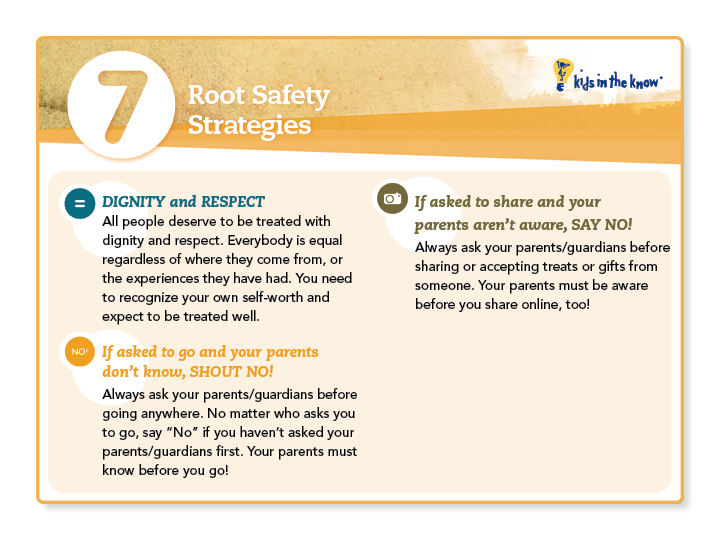 7
Root Safety
Strategies
kids in the know
=
DIGNITY and RESPECT
All people deserve to be treated with
dignity and respect. Everybody is equal
regardless of where they come from, or
the experiences they have had. You need
to recognize your own self-worth and
expect to be treated well.
NO!
If asked to go and your parents
don’t know, SHOUT NO!
Always ask your parents/guardians before
going anywhere. No matter who asks you
to go, say “No” if you haven’t asked your
parents/guardians first. Your parents must
know before you go!
If asked to share and your
parents aren’t aware, SAY NO!
Always ask your parents/guardians before
sharing or accepting treats or gifts from
someone. Your parents must be aware
before you share online, too!